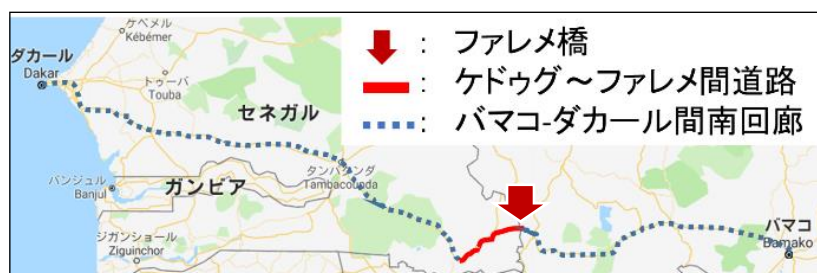 ケベメル
Kébémer
ダカール
Dakar
トゥーバ
Touba
セネガル
タンバクンダ
Tambacounda
バンジュル
Banjul
ガンビア
ジガンショール
Ziguinchor
バマコ
Bamako
: ファレメ橋
: ケドゥグ～ファレメ間道路
: バマコ-ダカール間南回廊